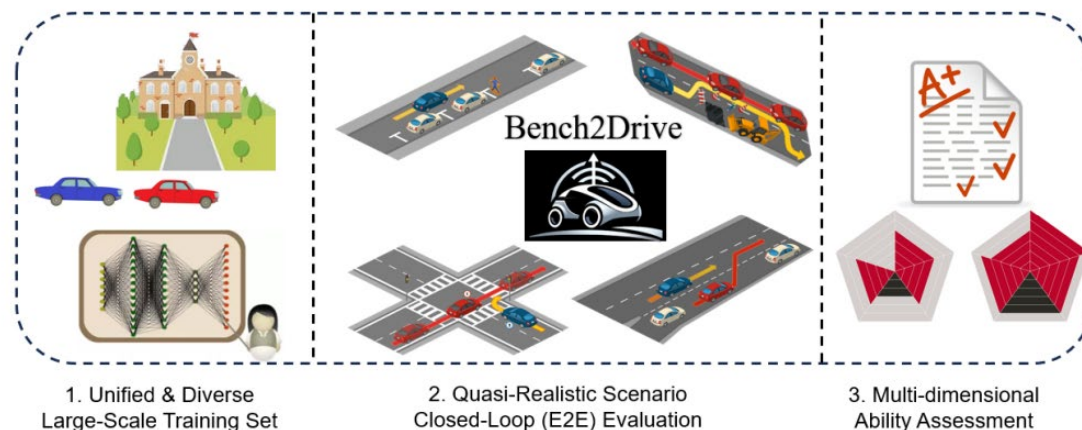 Bench2Drive
A+
1. Unified & Diverse
Large-Scale Training Set
2. Quasi-Realistic Scenario
Closed-Loop (E2E) Evaluation
3. Multi-dimensional
Ability Assessment